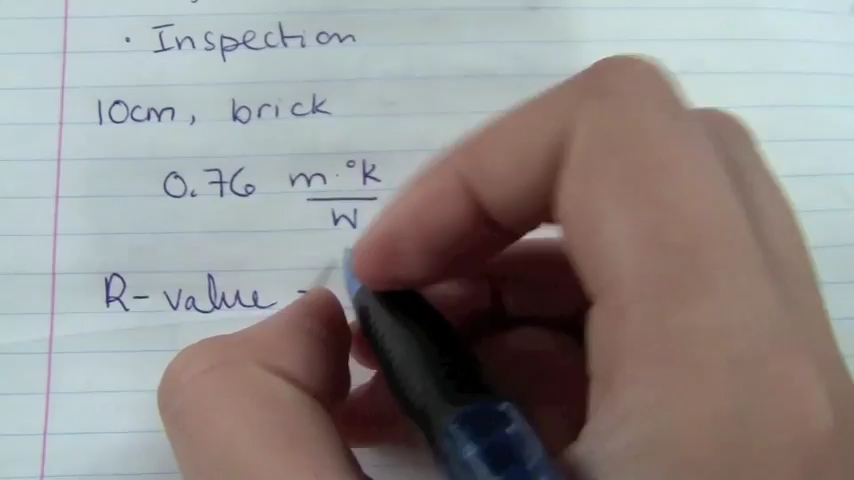 · Inspection
10cm, brick
0.76 m·°k
W
R-value -